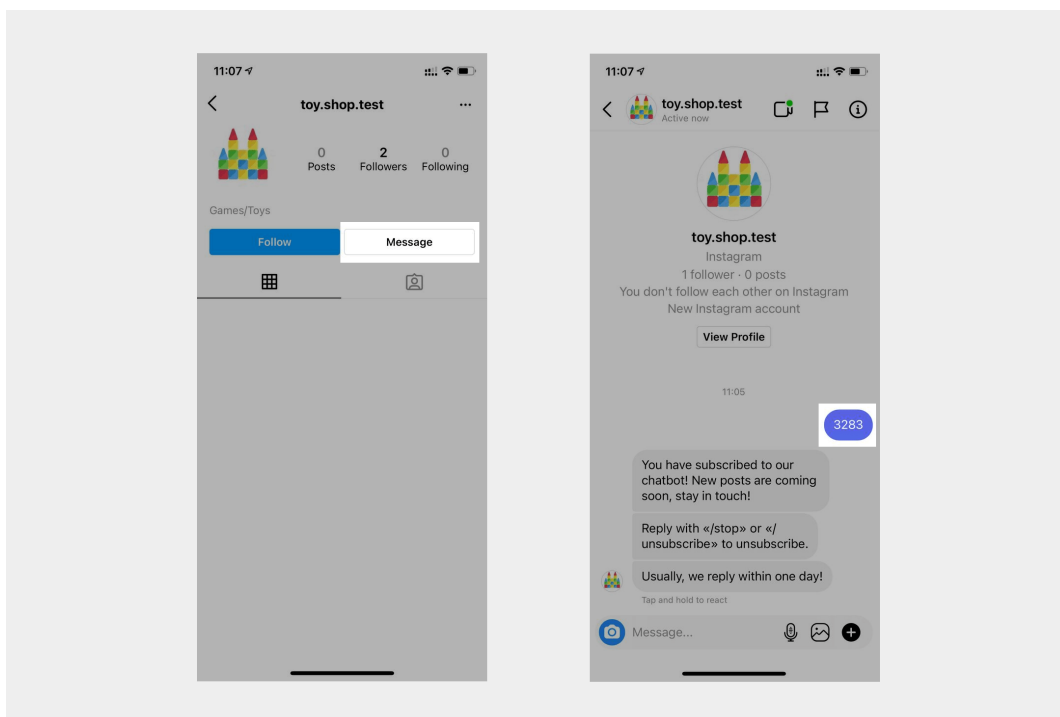 11:07
toy.shop.test
0
2
0
Posts
Followers
Following
Games/Toys
Follow
Message
11:07
toy.shop.test
Active now
toy.shop.test
Instagram
1 follower · 0 posts
You don't follow each other on Instagram
New Instagram account
View Profile
11:05
3283
You have subscribed to our
chatbot! New posts are coming
soon, stay in touch!
Reply with «/stop» or «/
unsubscribe» to unsubscribe.
Usually, we reply within one day!
Tap and hold to react
Message...